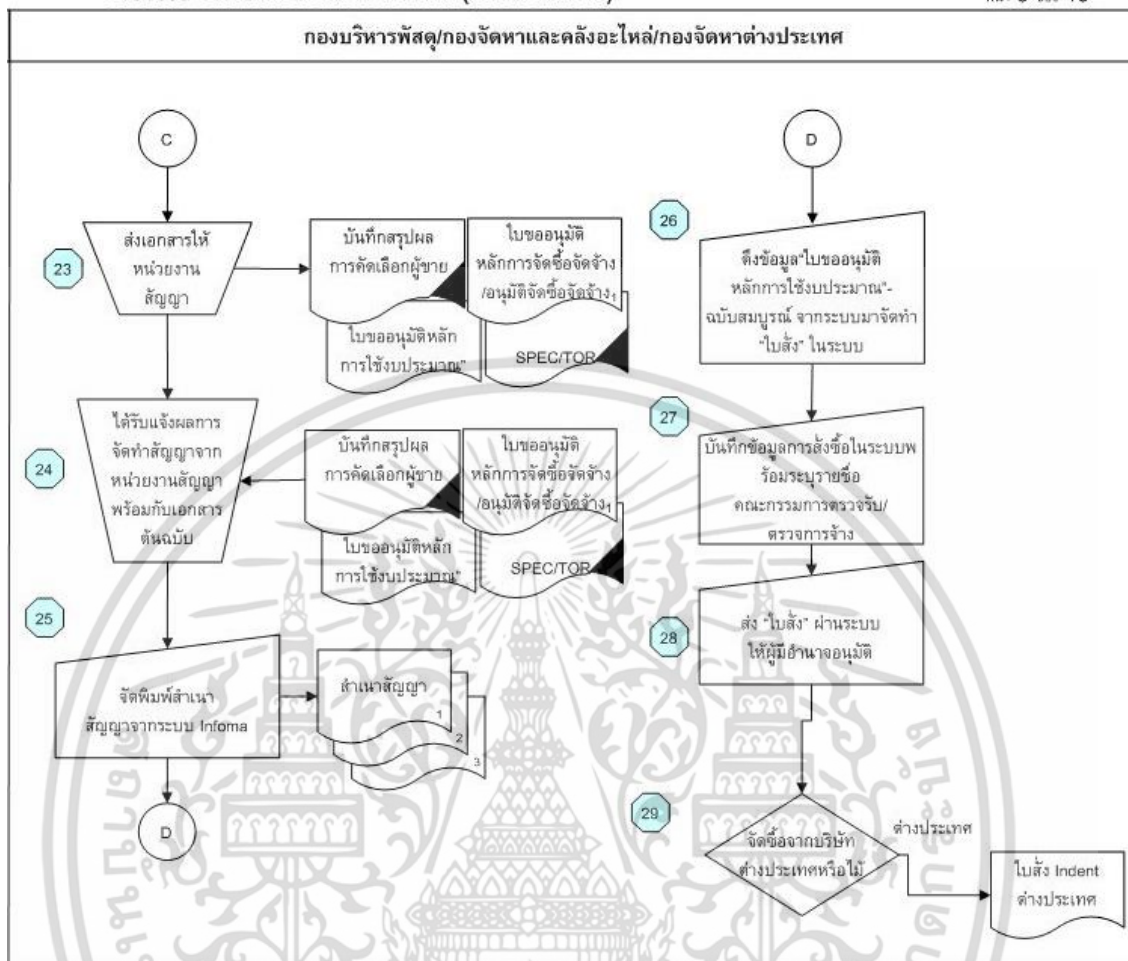 กองบริหารพัสดุ/กองจัดหาและคลังอะไหล่/กองจัดหาต่างประเทศ
C
23
ส่งเอกสารให้
หน่วยงาน
สัญญา
บันทึกสรุปผล
การคัดเลือกผู้ขาย
ใบขออนุมัติ
หลักการจัดซื้อจัดจ้าง
/อนุมัติจัดซื้อจัดจ้าง1
ใบขออนุมัติหลัก
การใช้งบประมาณ"
SPEC/TOR
24
ได้รับแจ้งผลการ
จัดทำสัญญาจาก
หน่วยงานสัญญา
พร้อมกับเอกสาร
ต้นฉบับ
บันทึกสรุปผล
การคัดเลือกผู้ขาย
ใบขออนุมัติ
หลักการจัดซื้อจัดจ้าง
/อนุมัติจัดซื้อจัดจ้าง1
ใบขออนุมัติหลัก
การใช้งบประมาณ"
SPEC/TOR
25
จัดพิมพ์สำเนา
สัญญาจากระบบ Infoma
สำเนาสัญญา
1
2
3
D
D
26
ดึงข้อมูล"ใบขออนุมัติ
หลักการใช้งบประมาณ"-
ฉบับสมบูรณ์ จากระบบมาจัดทำ
"ใบสั่ง" ในระบบ
27
บันทึกข้อมูลการสั่งซื้อในระบบพ
ร้อมระบุรายชื่อ
คณะกรรมการตรวจรับ/
ตรวจการจ้าง
28
ส่ง "ใบสั่ง" ผ่านระบบ
ให้ผู้มีอำนาจอนุมัติ
29
จัดซื้อจากบริษัท
ต่างประเทศหรือไม่
ต่างประเทศ
ใบสั่ง Indent
ต่างประเทศ